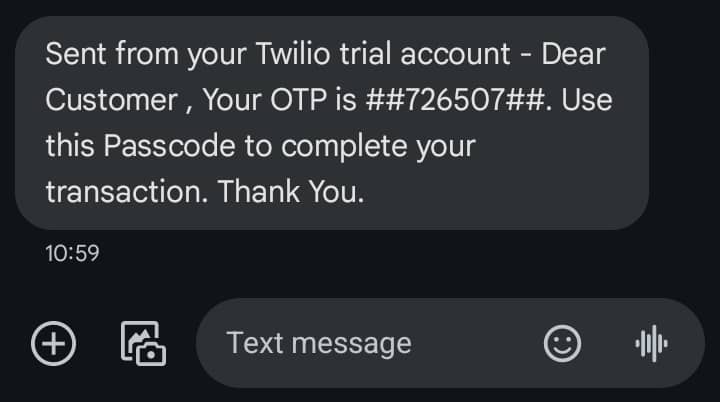 Sent from your Twilio trial account - Dear
Customer , Your OTP is ##726507##. Use
this Passcode to complete your
transaction. Thank You.
10:59
Text message